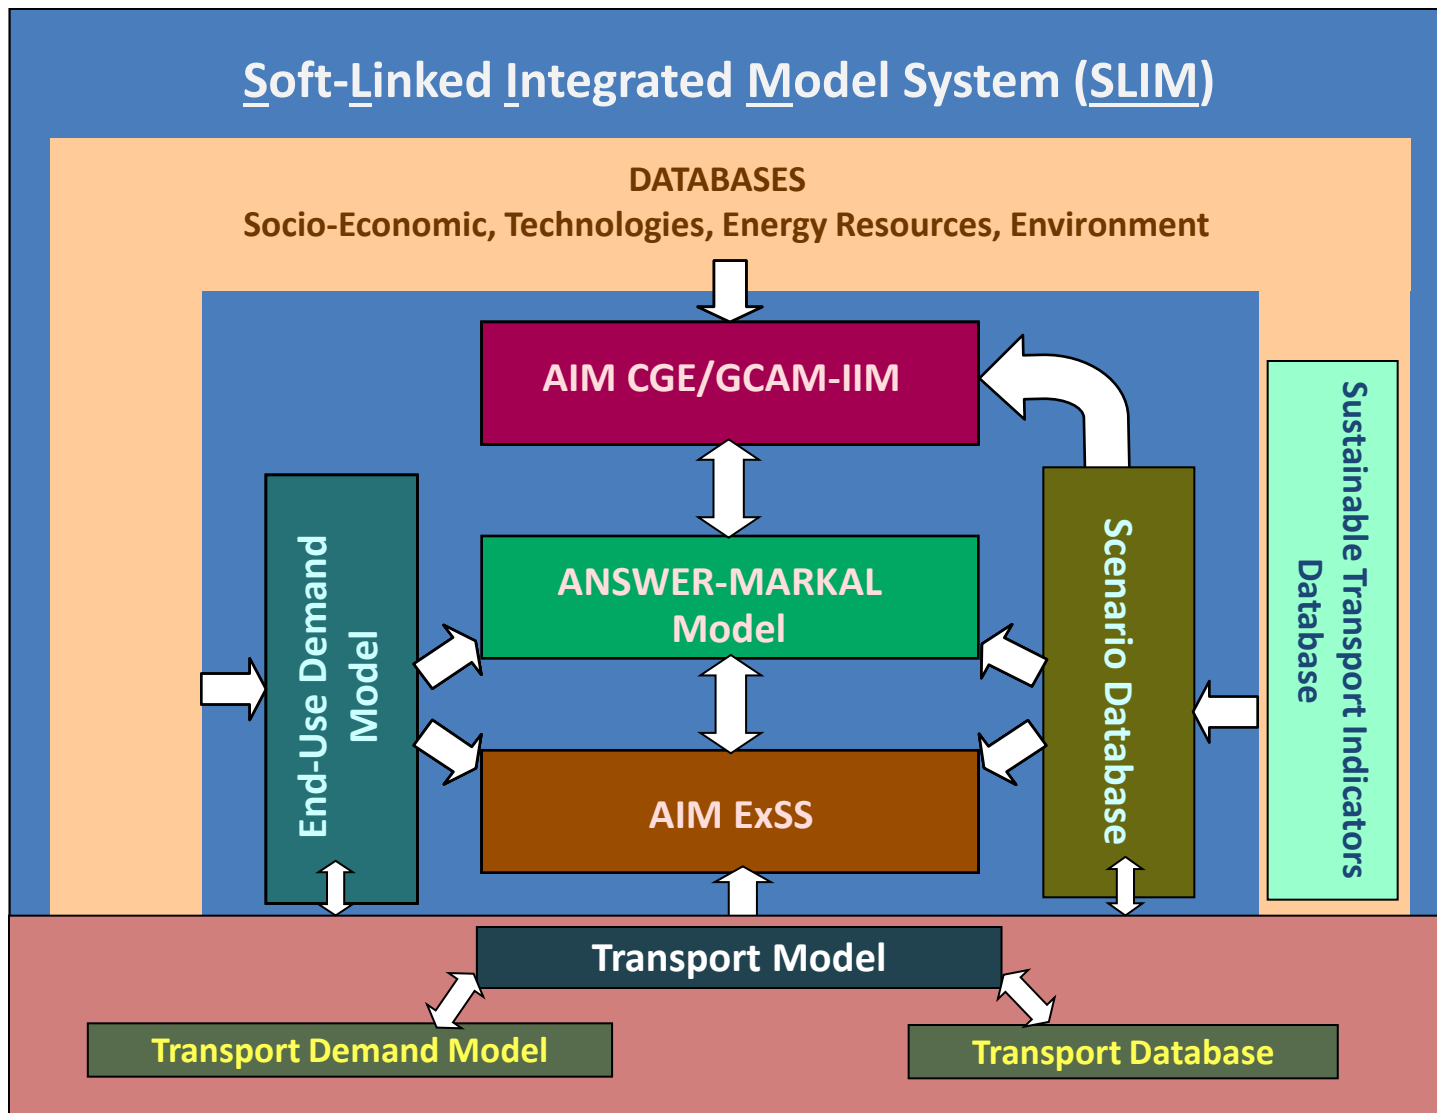 Soft-Linked Integrated Model System (SLIM)
DATABASES
Socio-Economic, Technologies, Energy Resources, Environment
AIM CGE/GCAM-IIM
End-Use Demand
Model
ANSWER-MARKAL
Model
AIM ExSS
Scenario Database
Sustainable Transport Indicators
Database
Transport Model
Transport Demand Model
Transport Database